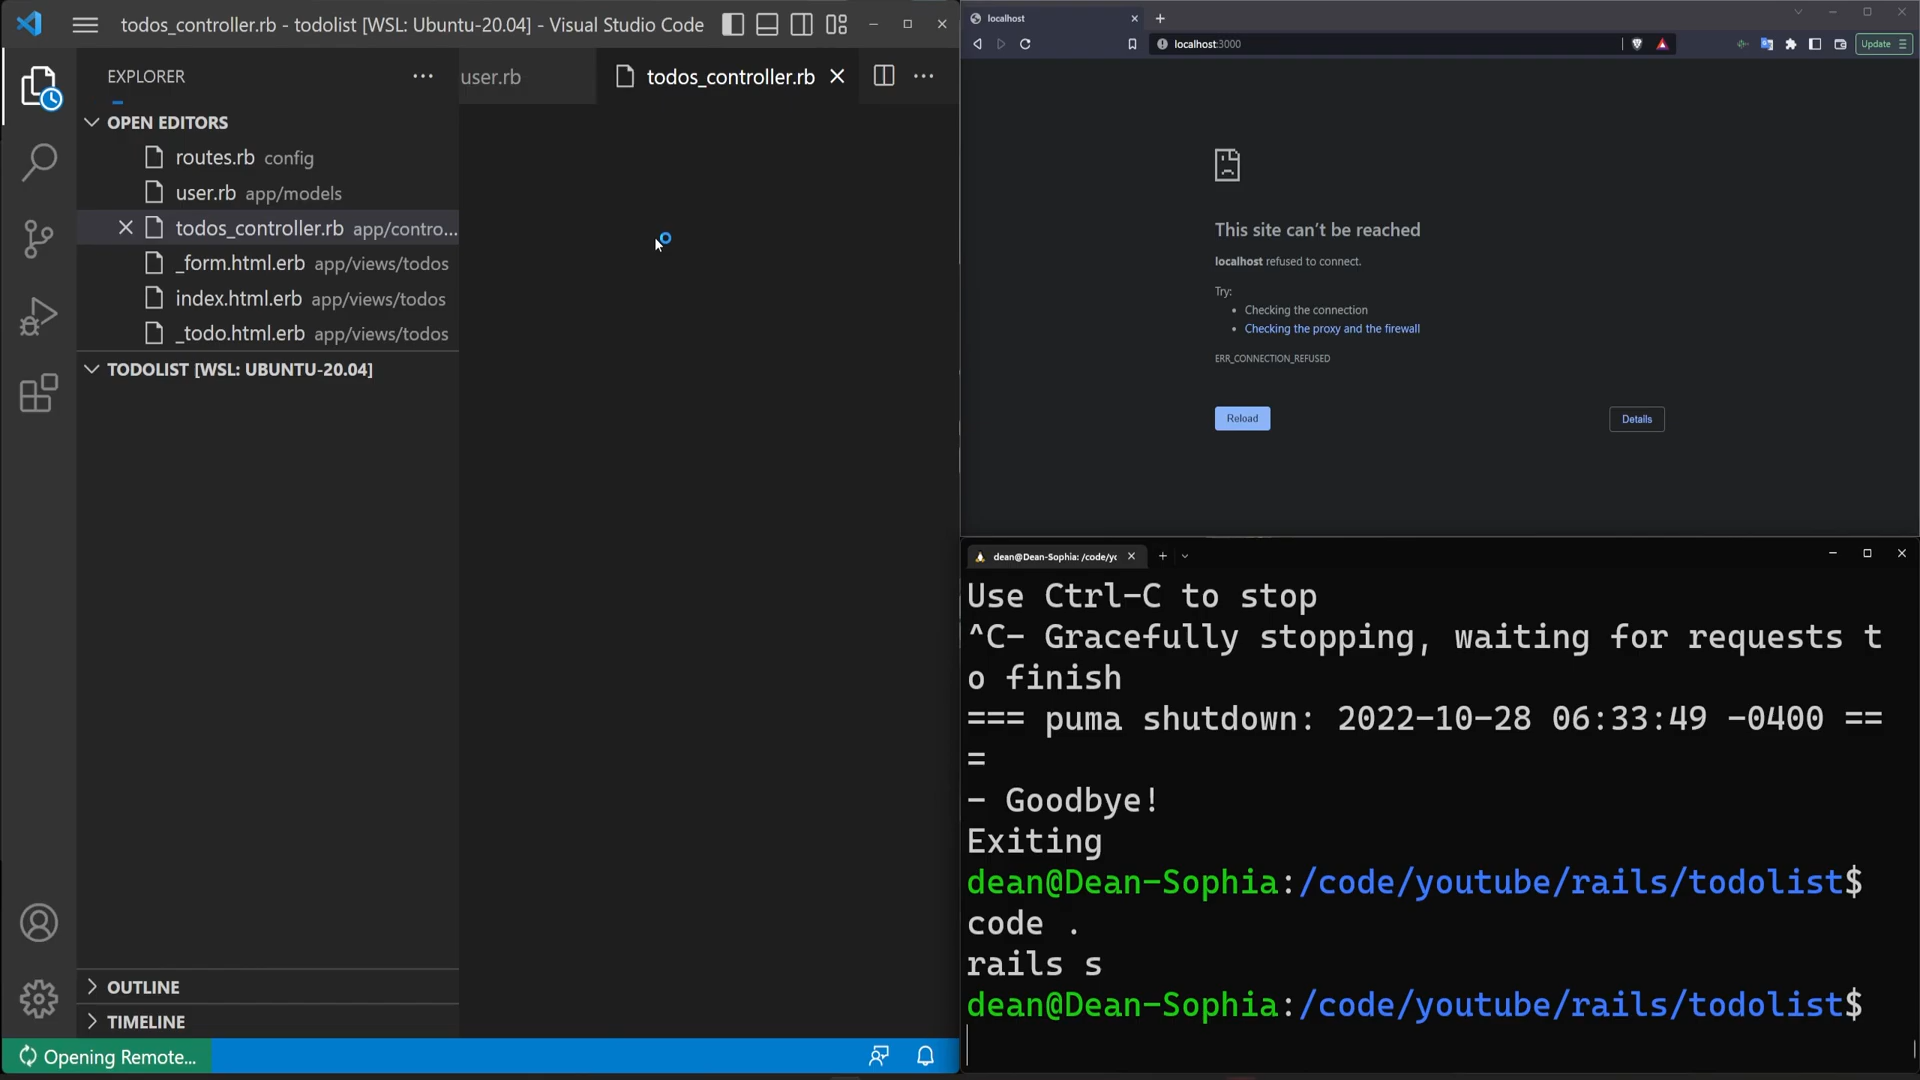 todos_controller.rb - todolist [WSL: Ubuntu-20.04] - Visual Studio Code
EXPLORER
user.rb
todos_controller.rb
OPEN EDITORS
routes.rb config
user.rb app/models
todos_controller.rb app/contro...
_form.html.erb app/views/todos
index.html.erb app/views/todos
_todo.html.erb app/views/todos
TODOLIST [WSL: UBUNTU-20.04]
OUTLINE
TIMELINE
Opening Remote...
localhost
localhost:3000
Update
This site can't be reached
localhost refused to connect.
Try:
• Checking the connection
• Checking the proxy and the firewall
ERR_CONNECTION_REFUSED
Reload
Details
dean@Dean-Sophia: /code/yc
Use Ctrl-C to stop
^C- Gracefully stopping, waiting for requests t
o finish
=== puma shutdown: 2022-10-28 06:33:49 -0400 ==
=
- Goodbye!
Exiting
dean@Dean-Sophia:/code/youtube/rails/todolist$
code .
rails s
dean@Dean-Sophia:/code/youtube/rails/todolist$